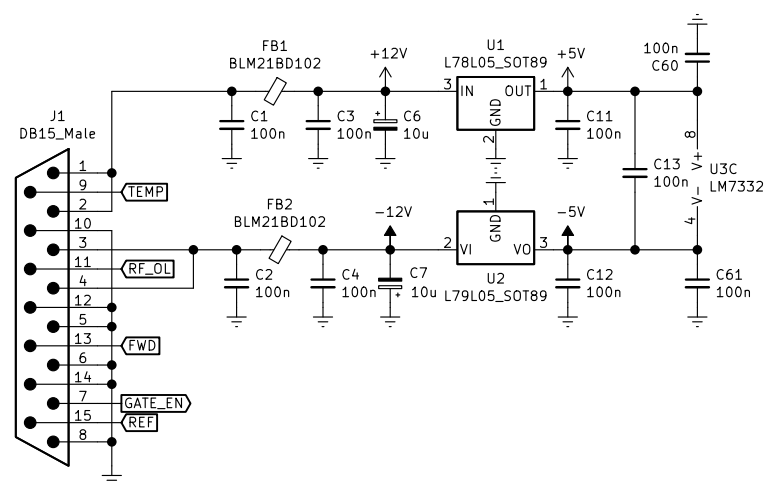 FB1
BLM21BD102
+12V
U1
L78L05_SOT89
+5V
100n
C60
3
IN
OUT
1
GND
2
C1
100n
C3
100n
+
C6
10u
C11
100n
C13
100n
8
V+
V-
4
U3C
LM7332
J1
DB15_Male
1
9
TEMP
2
10
3
11
RF_OL
4
12
5
13
FWD
6
14
7
GATE_EN
15
REF
8
FB2
BLM21BD102
-12V
-5V
1
GND
2
VI
VO
3
U2
L79L05_SOT89
C2
100n
C4
100n
C7
10u
+
C12
100n
C61
100n